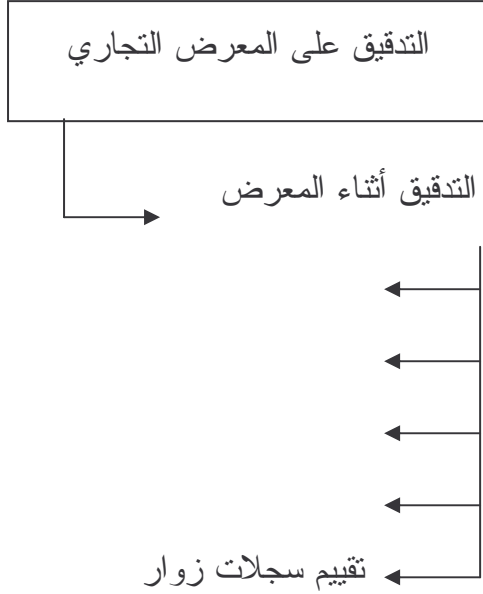 التدقيق على المعرض التجاري
التدقيق أثناء المعرض
تقييم سجلات زوار